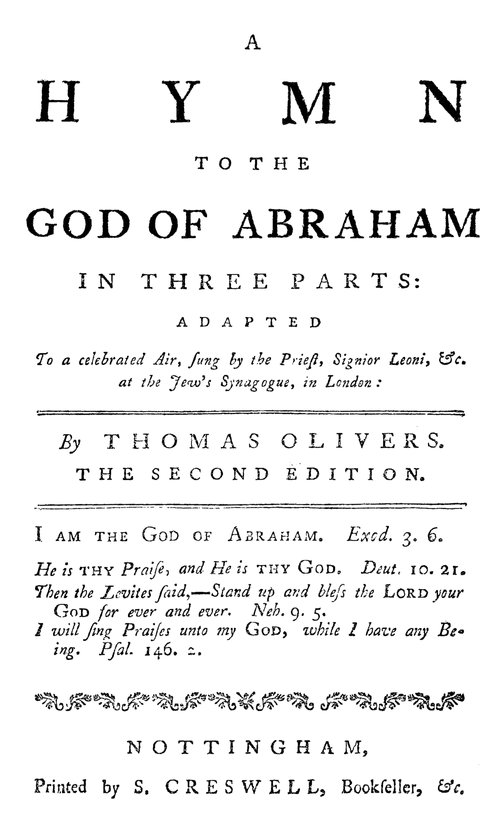 A
HYMN
TO THE
GOD OF ABRAHAM
IN THREE PARTS:
ADAPTED
To a celebrated Air, ſung by the Prieſt, Signior Leoni, &c.
at the Jew's Synagogue, in London:
By THOMAS OLIVERS.
THE SECOND EDITION.
I AM THE GOD OF ABRAHAM. Exod. 3. 6.
He is THY Praiſe, and He is THY GOD. Deut. 10. 21.
Then the Levites ſaid,—Stand up and bleſs the LORD your
GOD for ever and ever. Neh. 9. 5.
I will ſing Praiſes unto my GOD, while I have any Be-
ing. Pſal. 146. 2.
NOTTINGHAM,
Printed by S. CRESWELL, Bookſeller, &c.